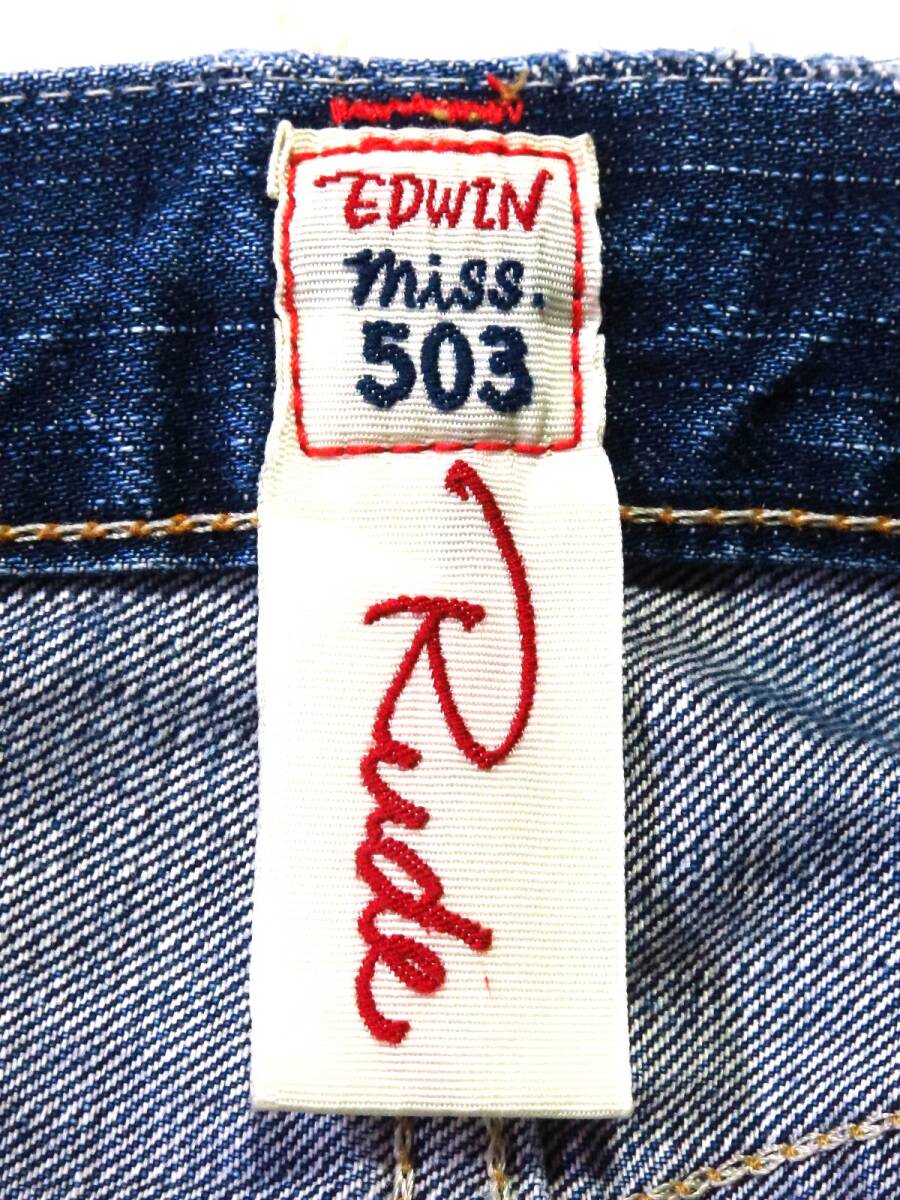 EDWIN
miss.
503
Rude